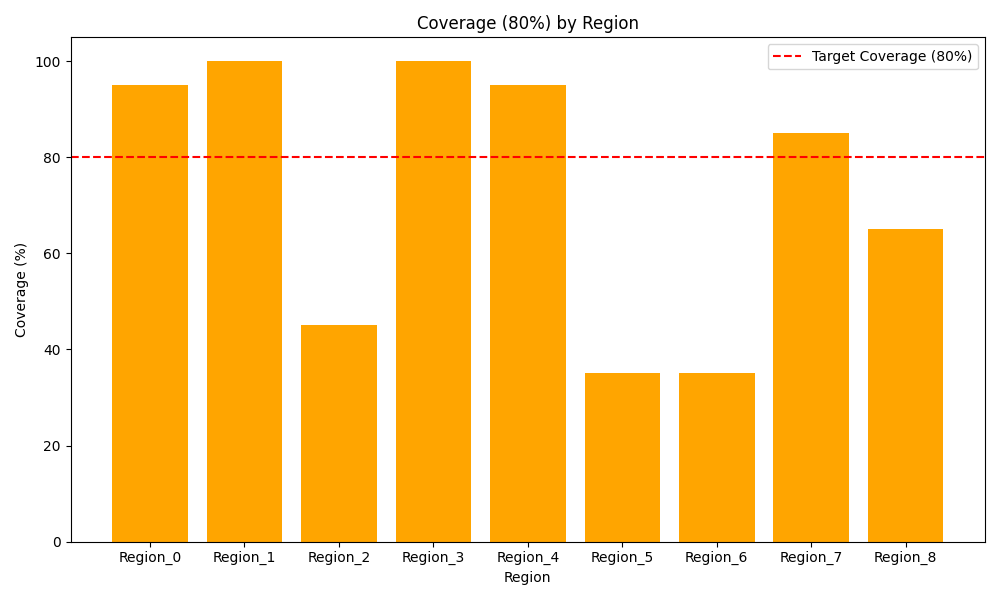 Coverage (80%) by Region
Target Coverage (80%)
Coverage (%)
100
80
60
40
20
0
Region_0 Region_1 Region_2 Region_3 Region_4 Region_5 Region_6 Region_7 Region_8
Region